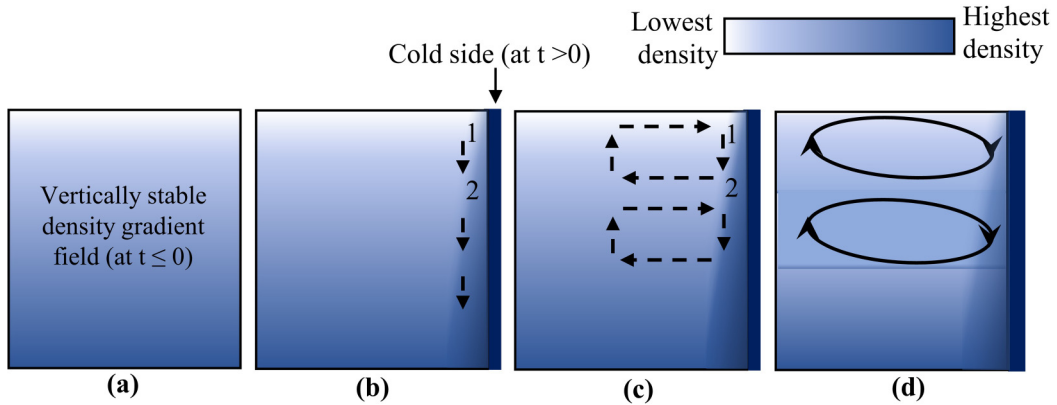 Lowest
density
Highest
density
Cold side (at t >0)
Vertically stable
density gradient
field (at t ≤ 0)
1
2
1
2
(a)
(b)
(c)
(d)